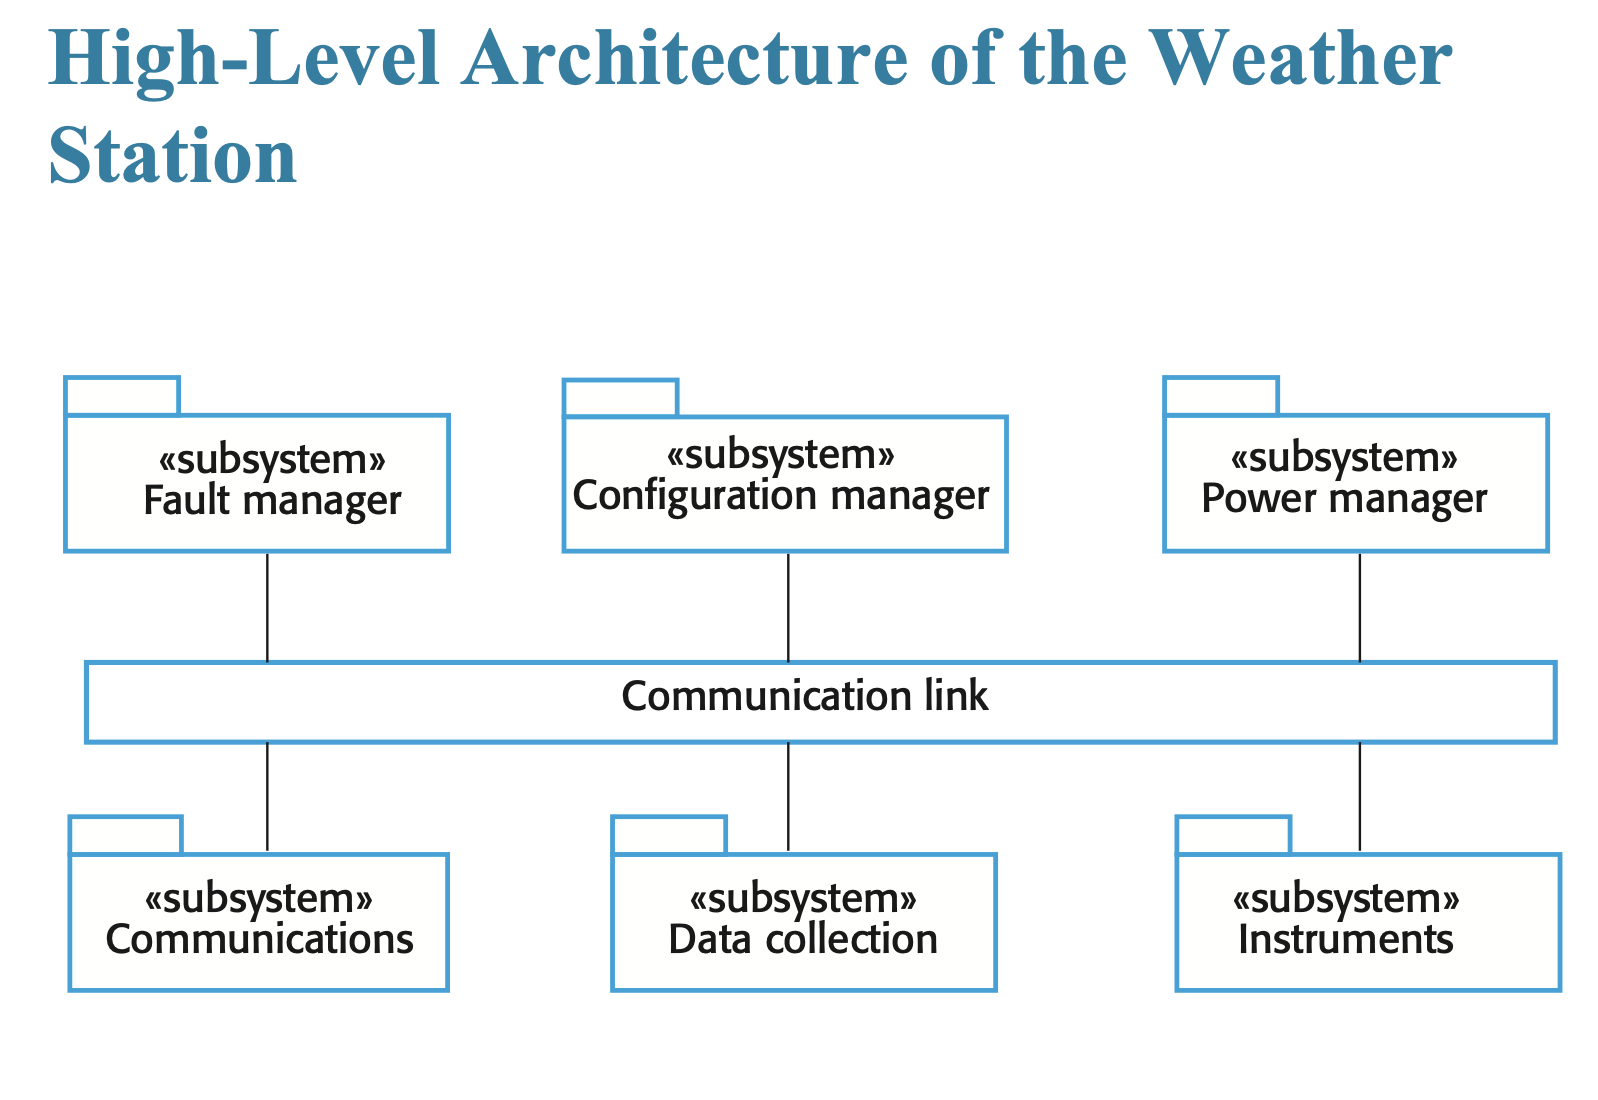 High-Level Architecture of the Weather
Station
«subsystem»
Fault manager
«subsystem»
Configuration manager
«subsystem»
Power manager
Communication link
«subsystem»
Communications
«subsystem»
Data collection
«subsystem»
Instruments